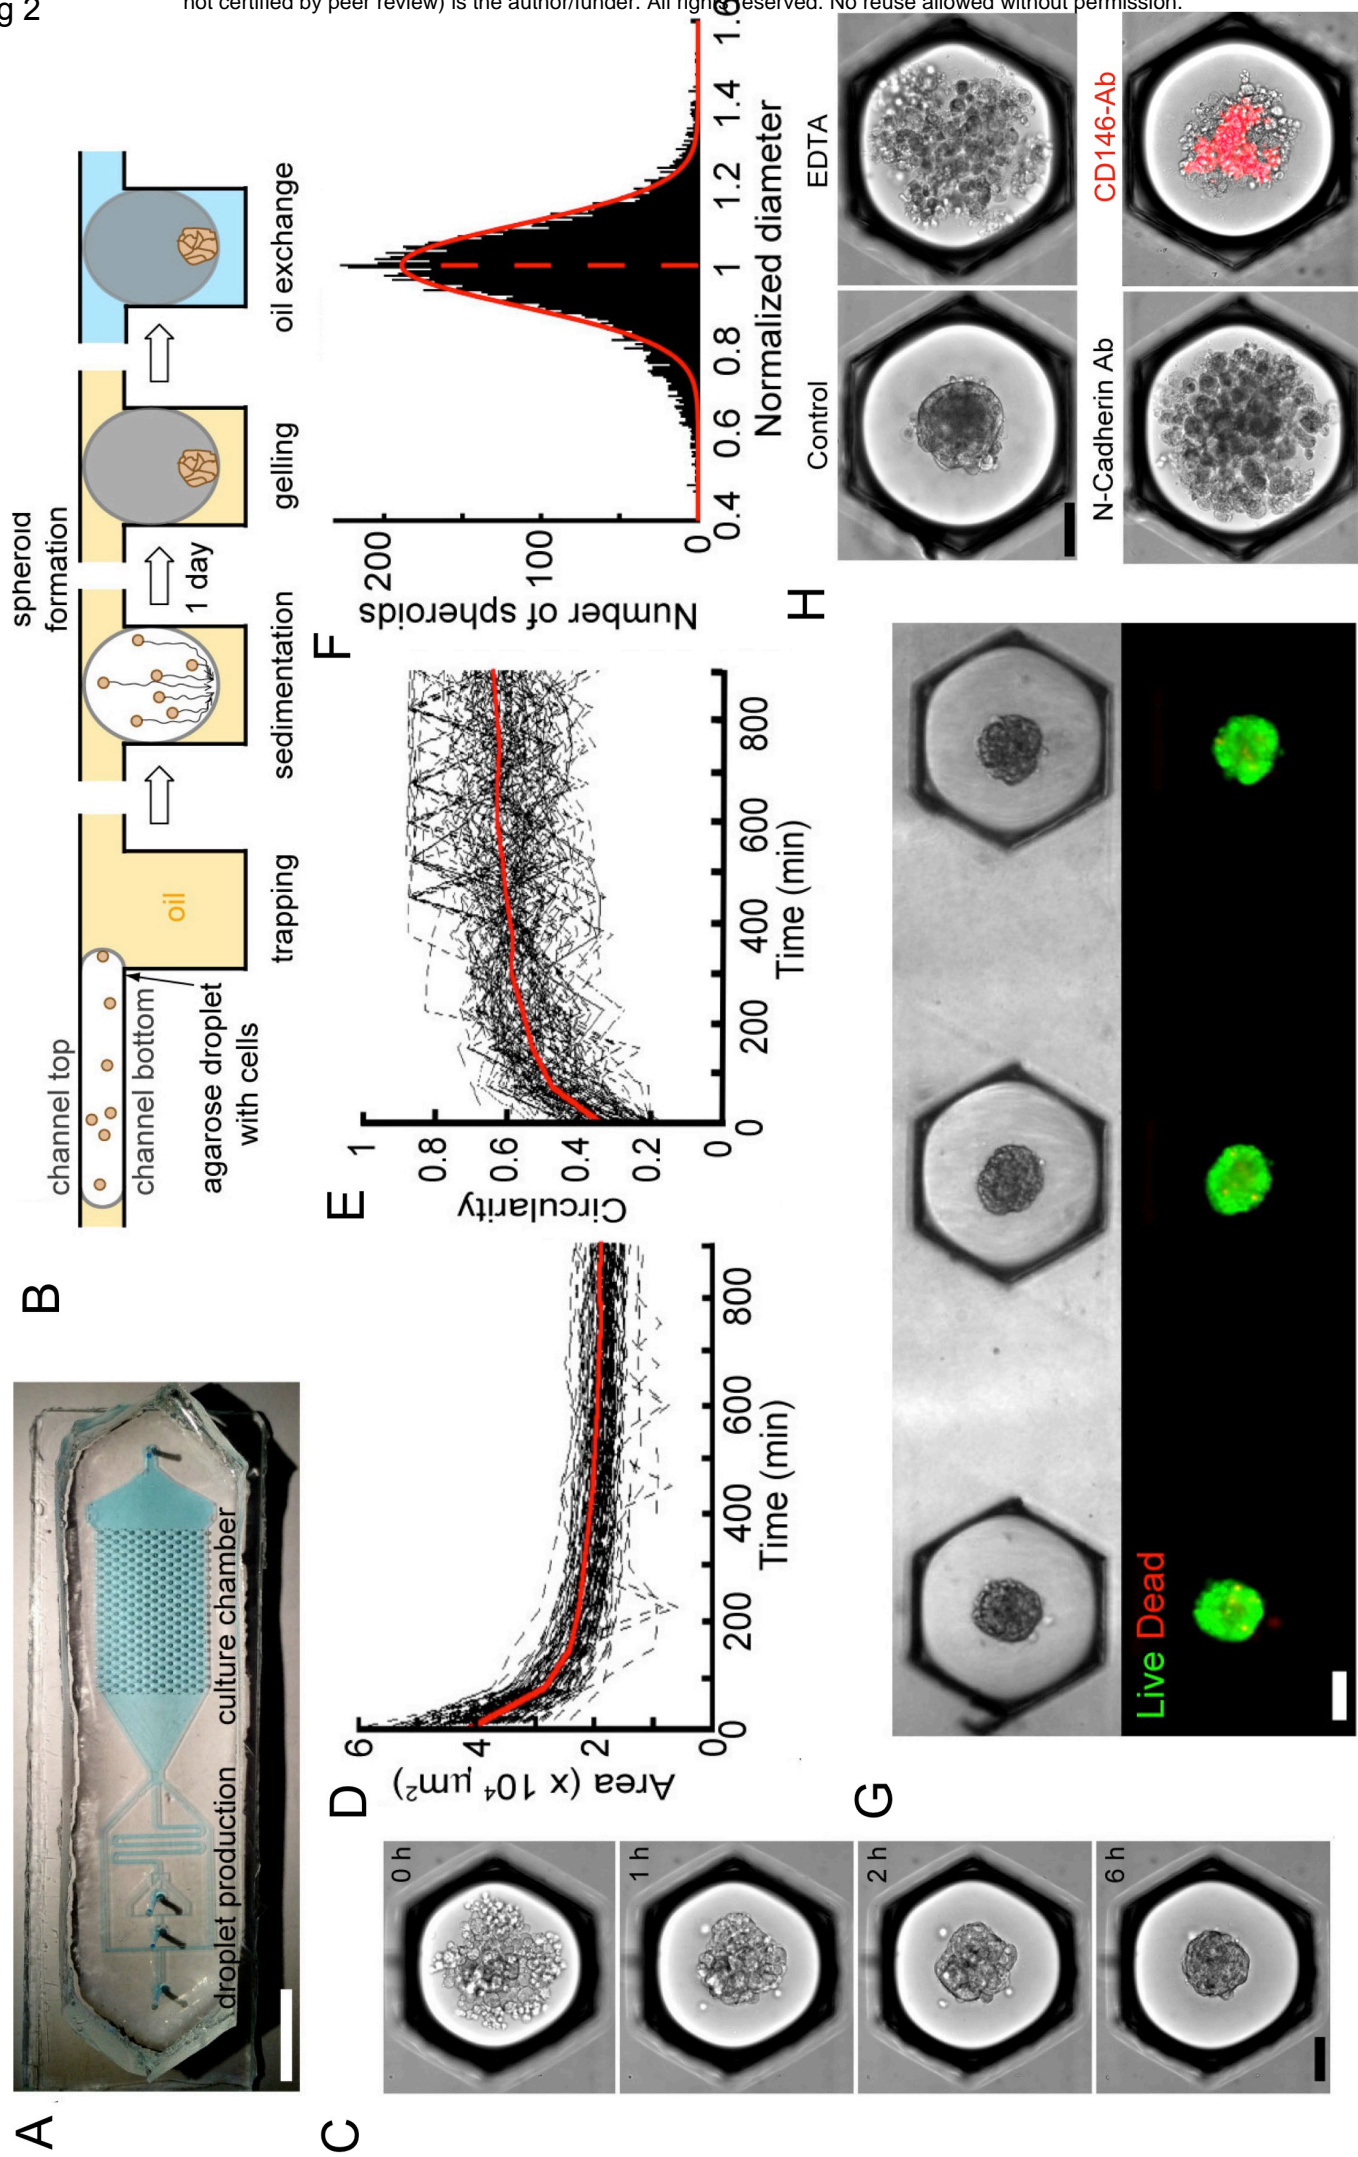 g 2
not certified by peer review) is the author/funder. All rights reserved. No reuse allowed without permission.
A
droplet production
culture chamber
B
channel top
channel bottom
agarose droplet
with cells
oil
trapping
sedimentation
1 day
spheroid
formation
gelling
oil exchange
C
0 h
1 h
2 h
6 h
D
Area (x 10⁴ µm²)
6
4
2
0
0
200
400
600
800
Time (min)
E
Circularity
1
0.8
0.6
0.4
0.2
0
0
200
400
600
800
Time (min)
F
Number of spheroids
200
100
0
0.4
0.6
0.8
1
1.2
1.4
1.6
Normalized diameter
G
Live Dead
H
Control
EDTA
N-Cadherin Ab
CD146-Ab